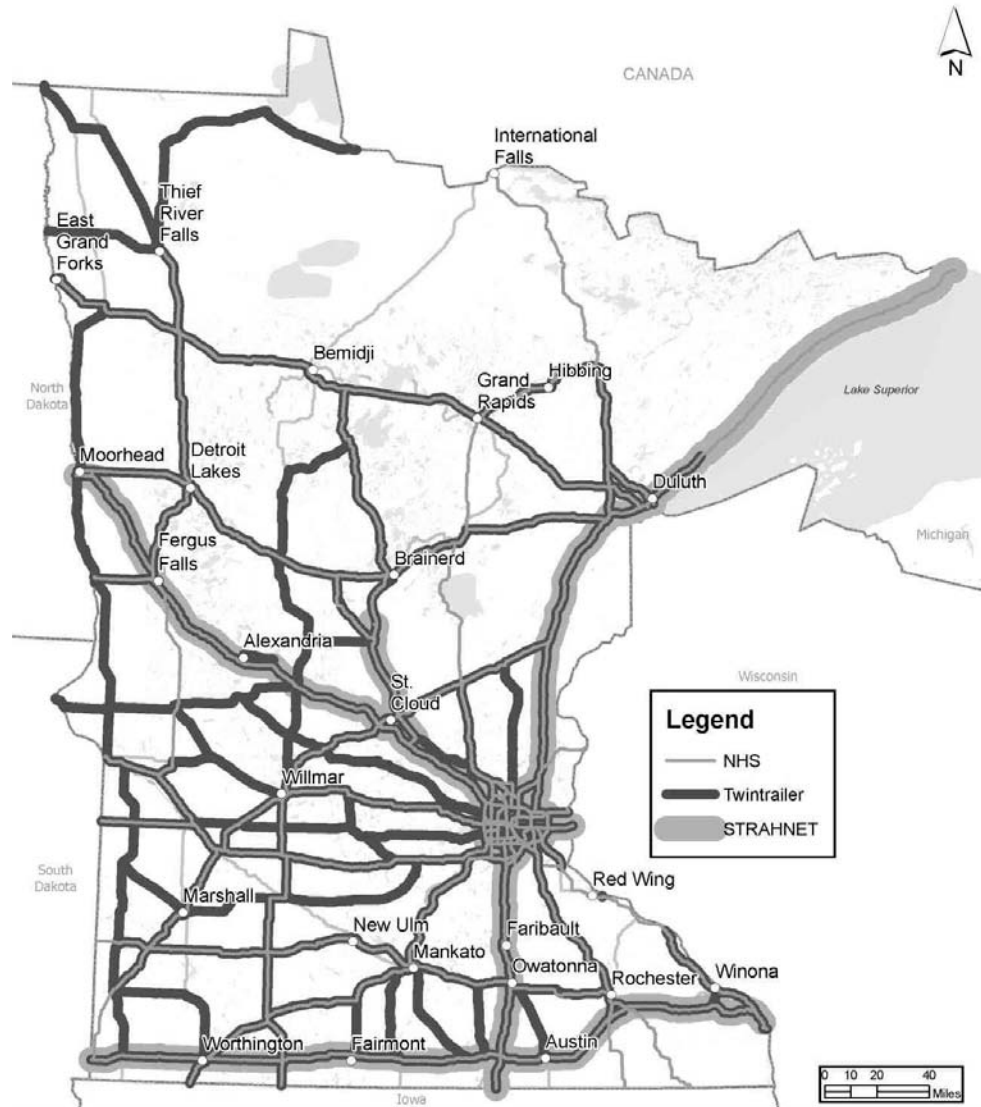 CANADA
N
International
Falls
Thief
River
Falls
East
Grand
Forks
Bemidji
Grand
Rapids
Hibbing
North
Dakota
Lake Superior
Moorhead
Detroit
Lakes
Duluth
Michigan
Fergus
Falls
Brainerd
Alexandria
St.
Cloud
Wisconsin
Legend
NHS
Twintrailer
STRAHNET
Willmar
South
Dakota
Marshall
Red Wing
New Ulm
Faribault
Mankato
Owatonna
Rochester
Winona
Worthington
Fairmont
Austin
Iowa
0 10 20 40
Miles